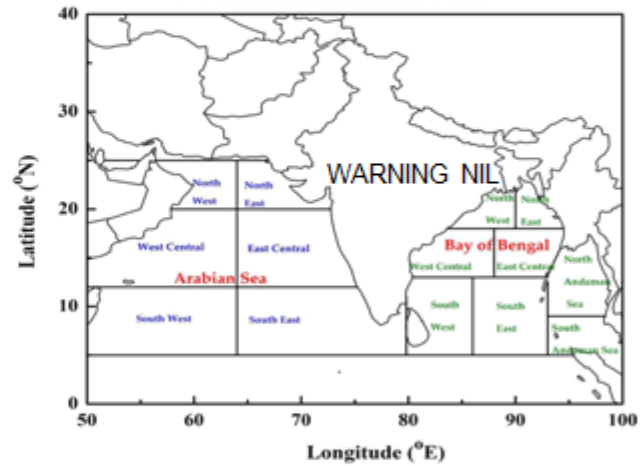 40
30
20
10
0
50
60
70
80
90
100
Latitude (°N)
Longitude (°E)
WARNING NIL
North
West
North
East
West Central
East Central
Arabian Sea
South West
South East
North
West
North
East
Bay of Bengal
West Central
East Central
North
Andaman
Sea
South
West
South
East
South
Andaman Sea